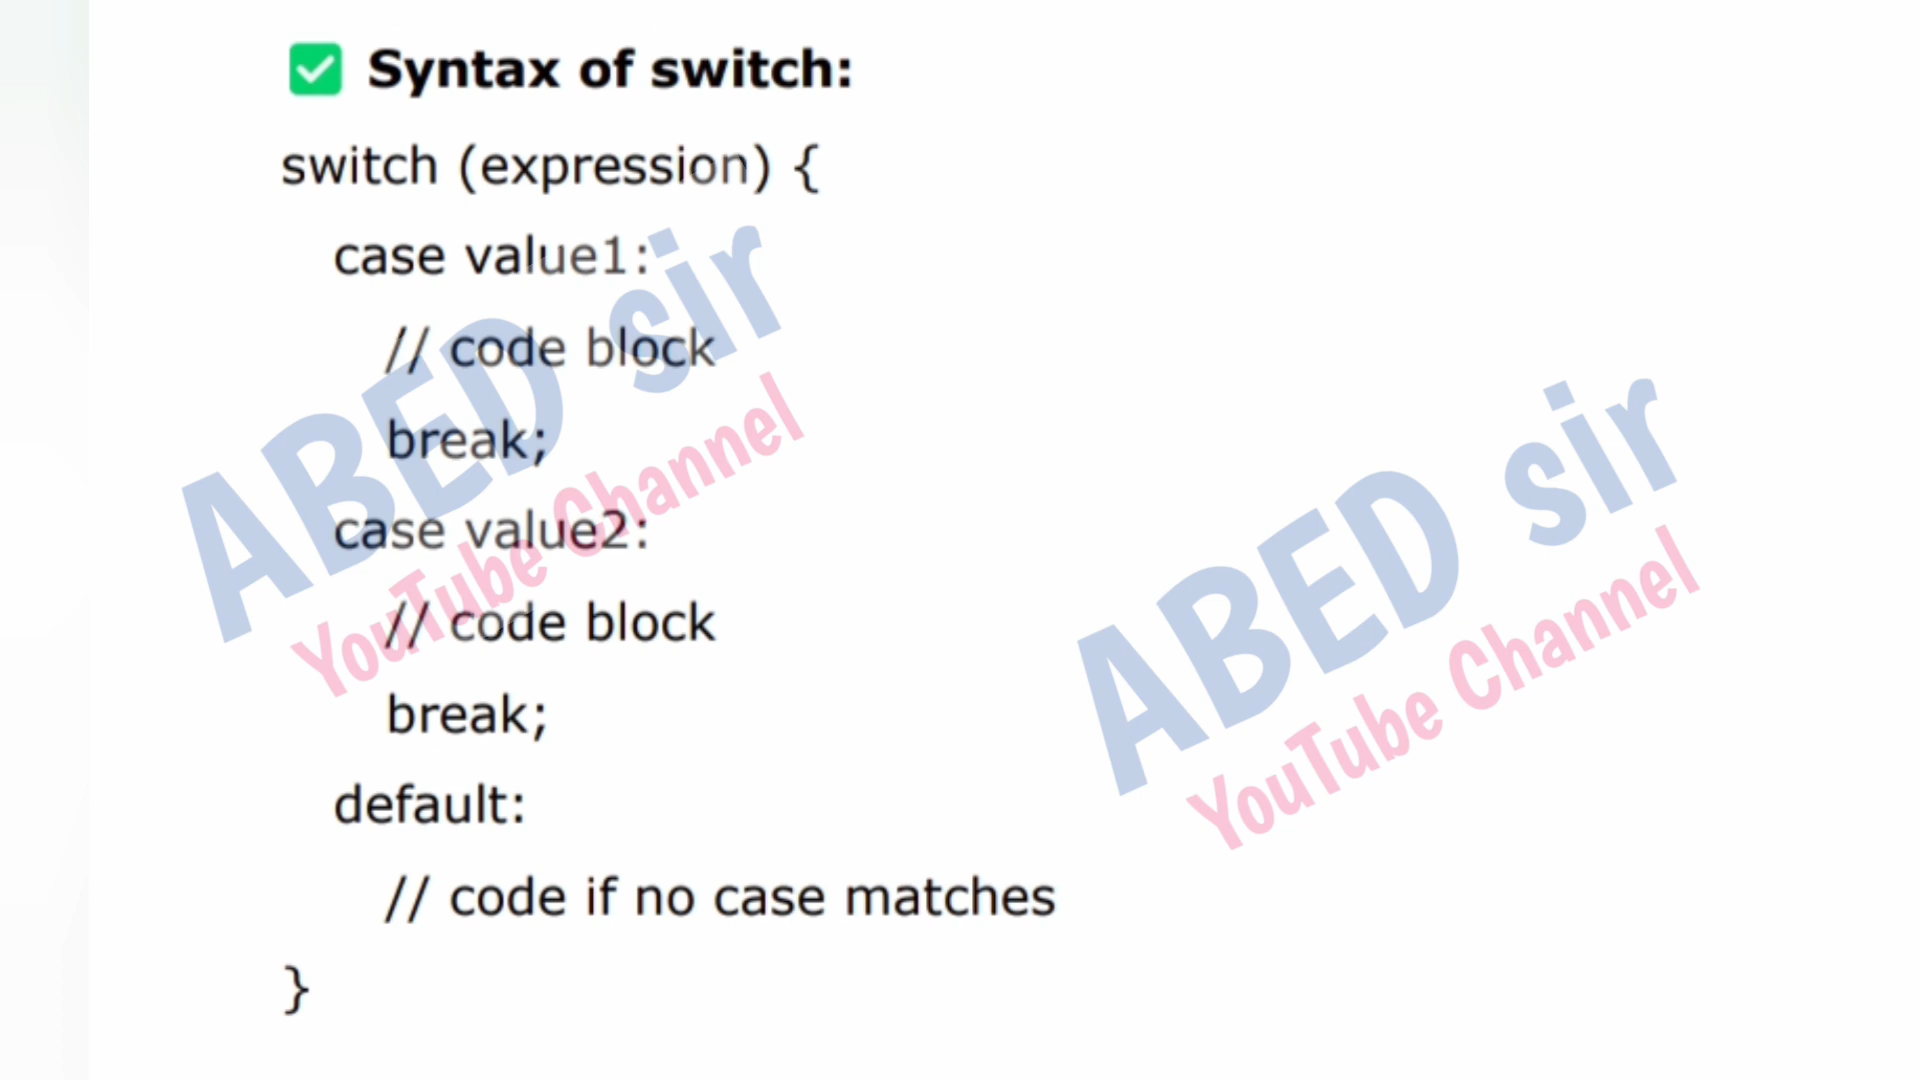 ✅ Syntax of switch:
switch (expression) {
case value1:
// code block
break;
case value2:
// code block
break;
default:
// code if no case matches
}
ABED sir
YouTube Channel
ABED sir
YouTube Channel